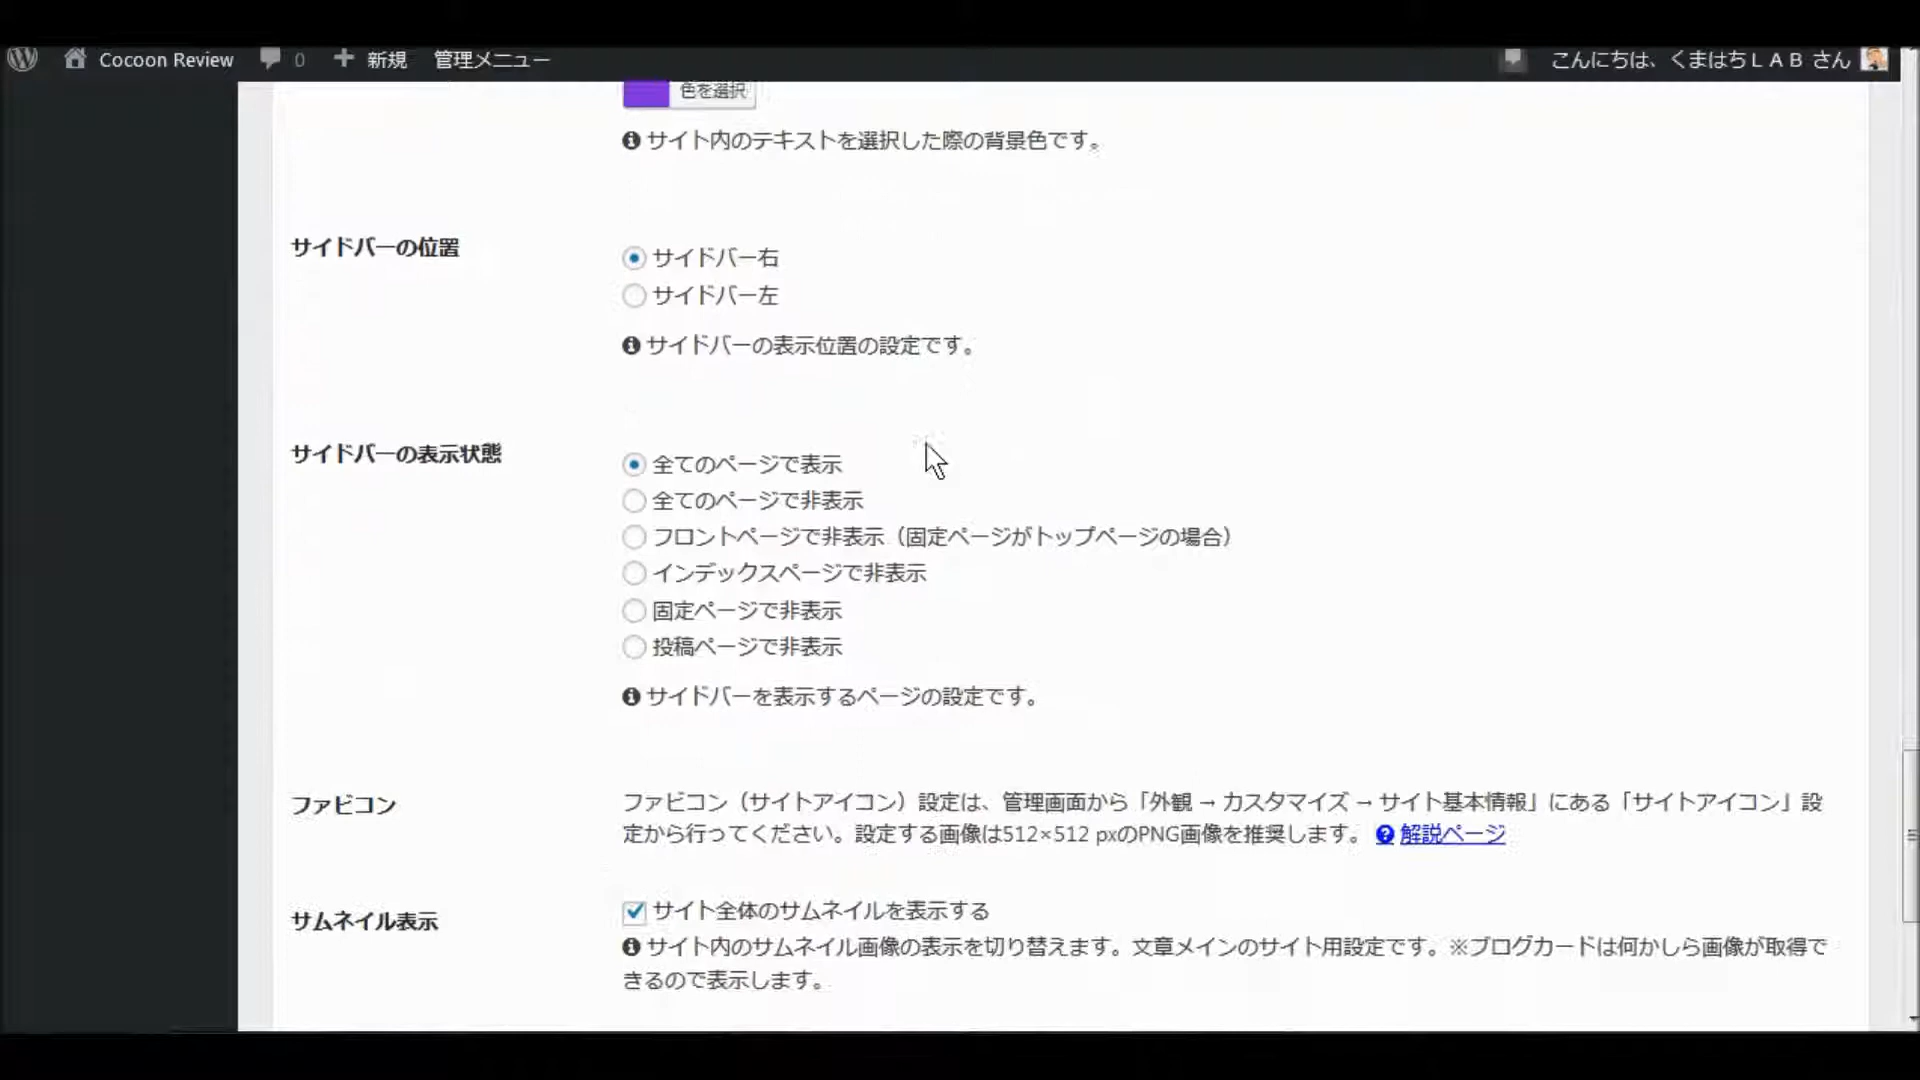 Cocoon Review 0 新規 管理メニュー こんにちは、くまはちＬＡＢ さん
色を選択
サイト内のテキストを選択した際の背景色です。
サイドバーの位置
サイドバー右
サイドバー左
サイドバーの表示位置の設定です。
サイドバーの表示状態
全てのページで表示
全てのページで非表示
フロントページで非表示（固定ページがトップページの場合）
インデックスページで非表示
固定ページで非表示
投稿ページで非表示
サイドバーを表示するページの設定です。
ファビコン
ファビコン（サイトアイコン）設定は、管理画面から「外観 → カスタマイズ → サイト基本情報」にある「サイトアイコン」設
定から行ってください。設定する画像は512×512 pxのPNG画像を推奨します。 解説ページ
サムネイル表示
サイト全体のサムネイルを表示する
サイト内のサムネイル画像の表示を切り替えます。文章メインのサイト用設定です。※ブログカードは何かしら画像が取得で
きるので表示します。